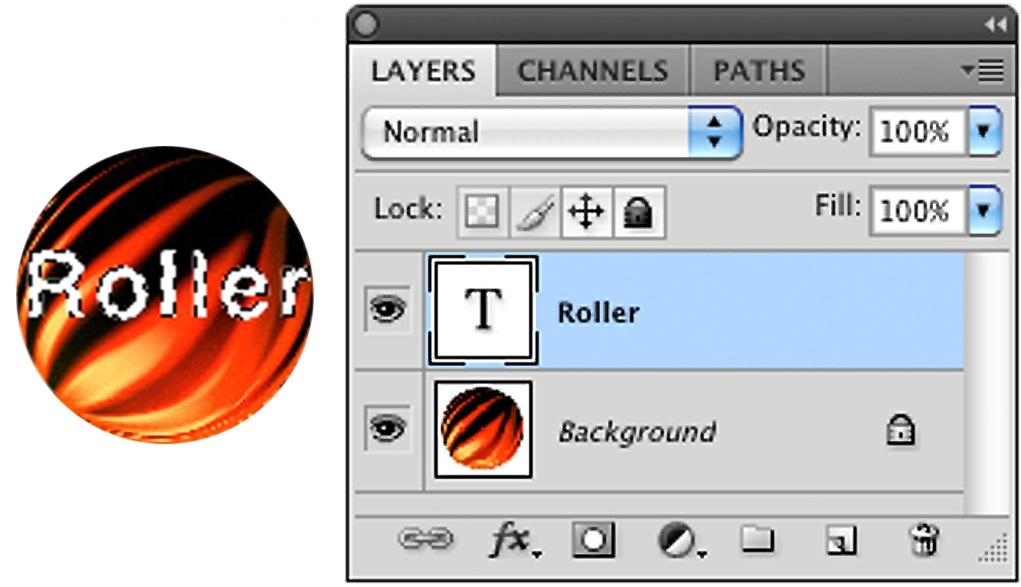 Roller
LAYERS CHANNELS PATHS
Normal Opacity: 100%
Lock: Fill: 100%
T Roller
Background
fx